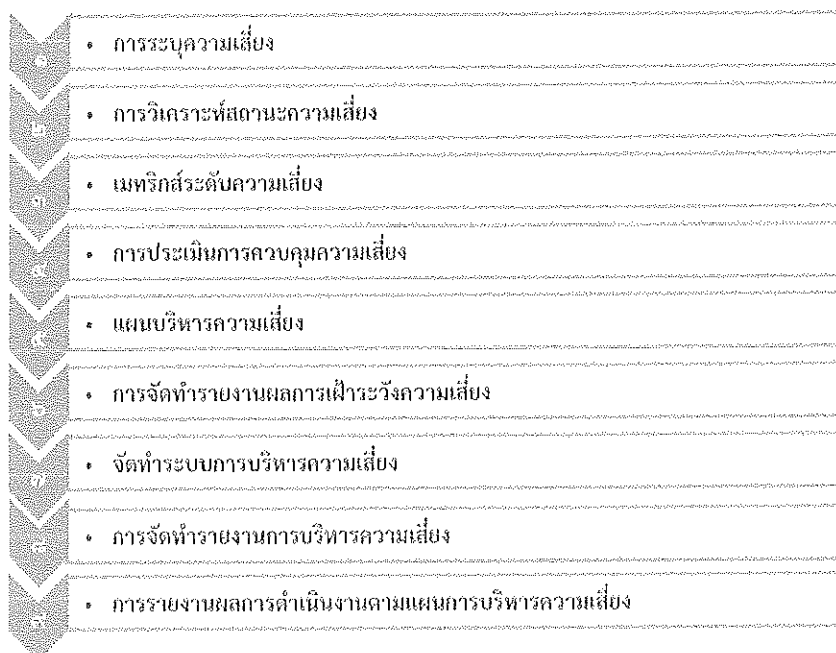 ๑ • การระบุความเสี่ยง
๒ • การวิเคราะห์สถานะความเสี่ยง
๓ • เมทริกส์ระดับความเสี่ยง
๔ • การประเมินการควบคุมความเสี่ยง
๕ • แผนบริหารความเสี่ยง
๖ • การจัดทำรายงานผลการเฝ้าระวังความเสี่ยง
๗ • จัดทำระบบการบริหารความเสี่ยง
๘ • การจัดทำรายงานการบริหารความเสี่ยง
๙ • การรายงานผลการดำเนินงานตามแผนการบริหารความเสี่ยง